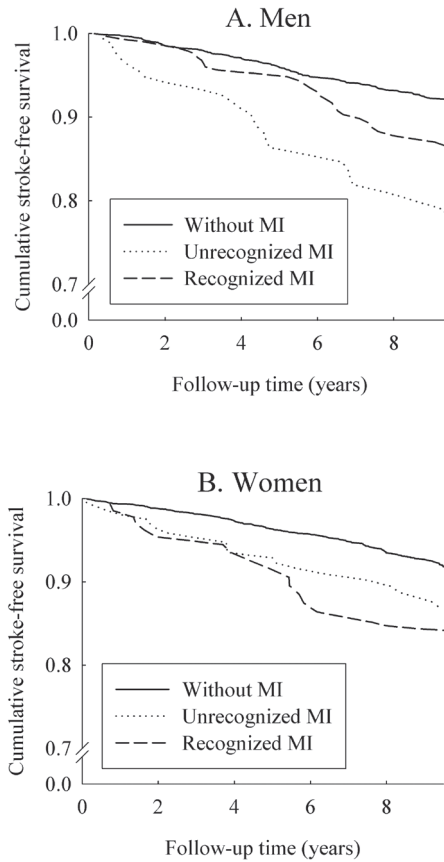 A. Men
Cumulative stroke-free survival
1.0
0.9
0.8
0.7
0.0
Without MI
Unrecognized MI
Recognized MI
0 2 4 6 8
Follow-up time (years)
B. Women
Cumulative stroke-free survival
1.0
0.9
0.8
0.7
0.0
Without MI
Unrecognized MI
Recognized MI
0 2 4 6 8
Follow-up time (years)